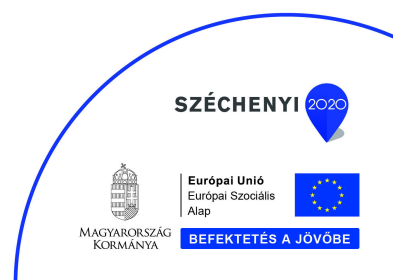 SZÉCHENYI 2020
Európai Unió
Európai Szociális
Alap
MAGYARORSZÁG
KORMÁNYA
BEFEKTETÉS A JÖVŐBE